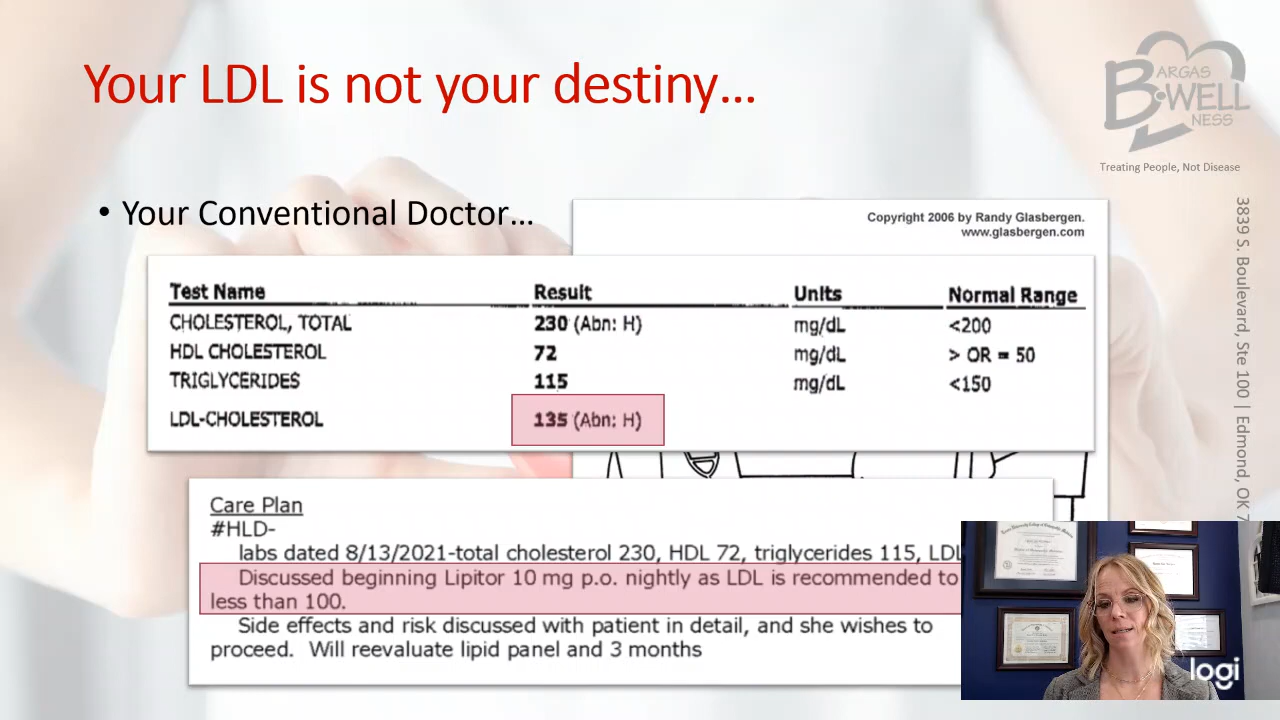 Your LDL is not your destiny...
BARGAS
WELL
NESS
Treating People, Not Disease
• Your Conventional Doctor...
Copyright 2006 by Randy Glasbergen.
www.glasbergen.com
Test Name Result Units Normal Range
CHOLESTEROL, TOTAL 230 (Abn: H) mg/dL <200
HDL CHOLESTEROL 72 mg/dL > OR = 50
TRIGLYCERIDES 115 mg/dL <150
LDL-CHOLESTEROL 135 (Abn: H)
Care Plan
#HLD-
labs dated 8/13/2021-total cholesterol 230, HDL 72, triglycerides 115, LDL
Discussed beginning Lipitor 10 mg p.o. nightly as LDL is recommended to
less than 100.
Side effects and risk discussed with patient in detail, and she wishes to
proceed. Will reevaluate lipid panel and 3 months
3839 S. Boulevard, Ste 100 | Edmond, OK 7
logi